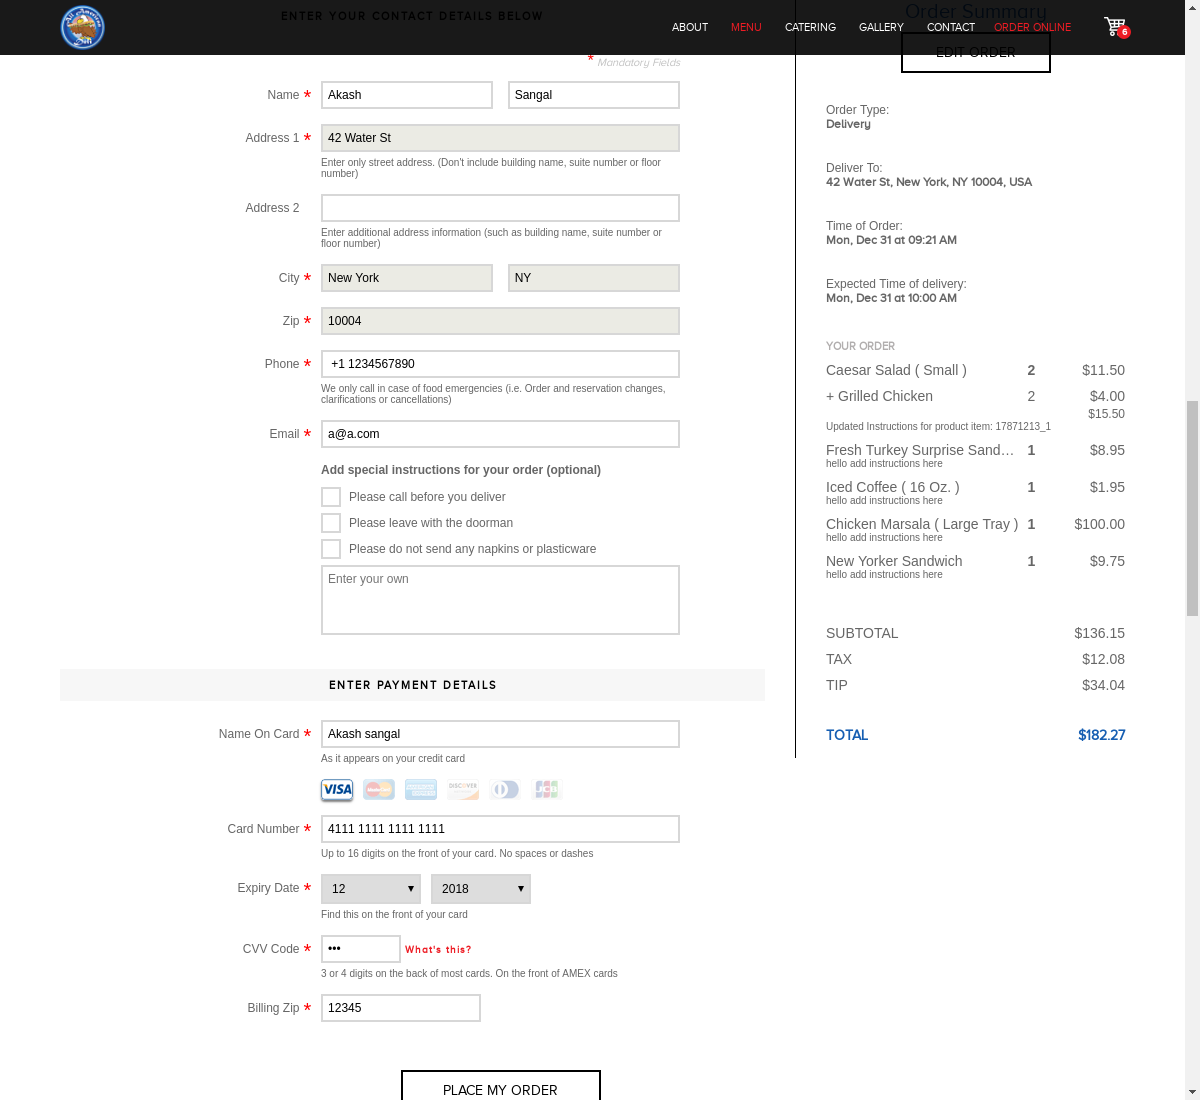 All American Deli
ABOUT MENU CATERING GALLERY CONTACT ORDER ONLINE 6
ENTER YOUR CONTACT DETAILS BELOW
* Mandatory Fields
Name * Akash Sangal
Address 1 * 42 Water St
Enter only street address. (Don't include building name, suite number or floor
number)
Address 2
Enter additional address information (such as building name, suite number or
floor number)
City * New York NY
Zip * 10004
Phone * +1 1234567890
We only call in case of food emergencies (i.e. Order and reservation changes,
clarifications or cancellations)
Email * a@a.com
Add special instructions for your order (optional)
Please call before you deliver
Please leave with the doorman
Please do not send any napkins or plasticware
Enter your own
ENTER PAYMENT DETAILS
Name On Card * Akash sangal
As it appears on your credit card
VISA MasterCard DISCOVER JCB
Card Number * 4111 1111 1111 1111
Up to 16 digits on the front of your card. No spaces or dashes
Expiry Date * 12 2018
Find this on the front of your card
CVV Code * ••• What's this?
3 or 4 digits on the back of most cards. On the front of AMEX cards
Billing Zip * 12345
PLACE MY ORDER
Order Summary
EDIT ORDER
Order Type:
Delivery
Deliver To:
42 Water St, New York, NY 10004, USA
Time of Order:
Mon, Dec 31 at 09:21 AM
Expected Time of delivery:
Mon, Dec 31 at 10:00 AM
YOUR ORDER
Caesar Salad ( Small ) 2 $11.50
+ Grilled Chicken 2 $4.00
$15.50
Updated Instructions for product item: 17871213_1
Fresh Turkey Surprise Sand... 1 $8.95
hello add instructions here
Iced Coffee ( 16 Oz. ) 1 $1.95
hello add instructions here
Chicken Marsala ( Large Tray ) 1 $100.00
hello add instructions here
New Yorker Sandwich 1 $9.75
hello add instructions here
SUBTOTAL $136.15
TAX $12.08
TIP $34.04
TOTAL $182.27